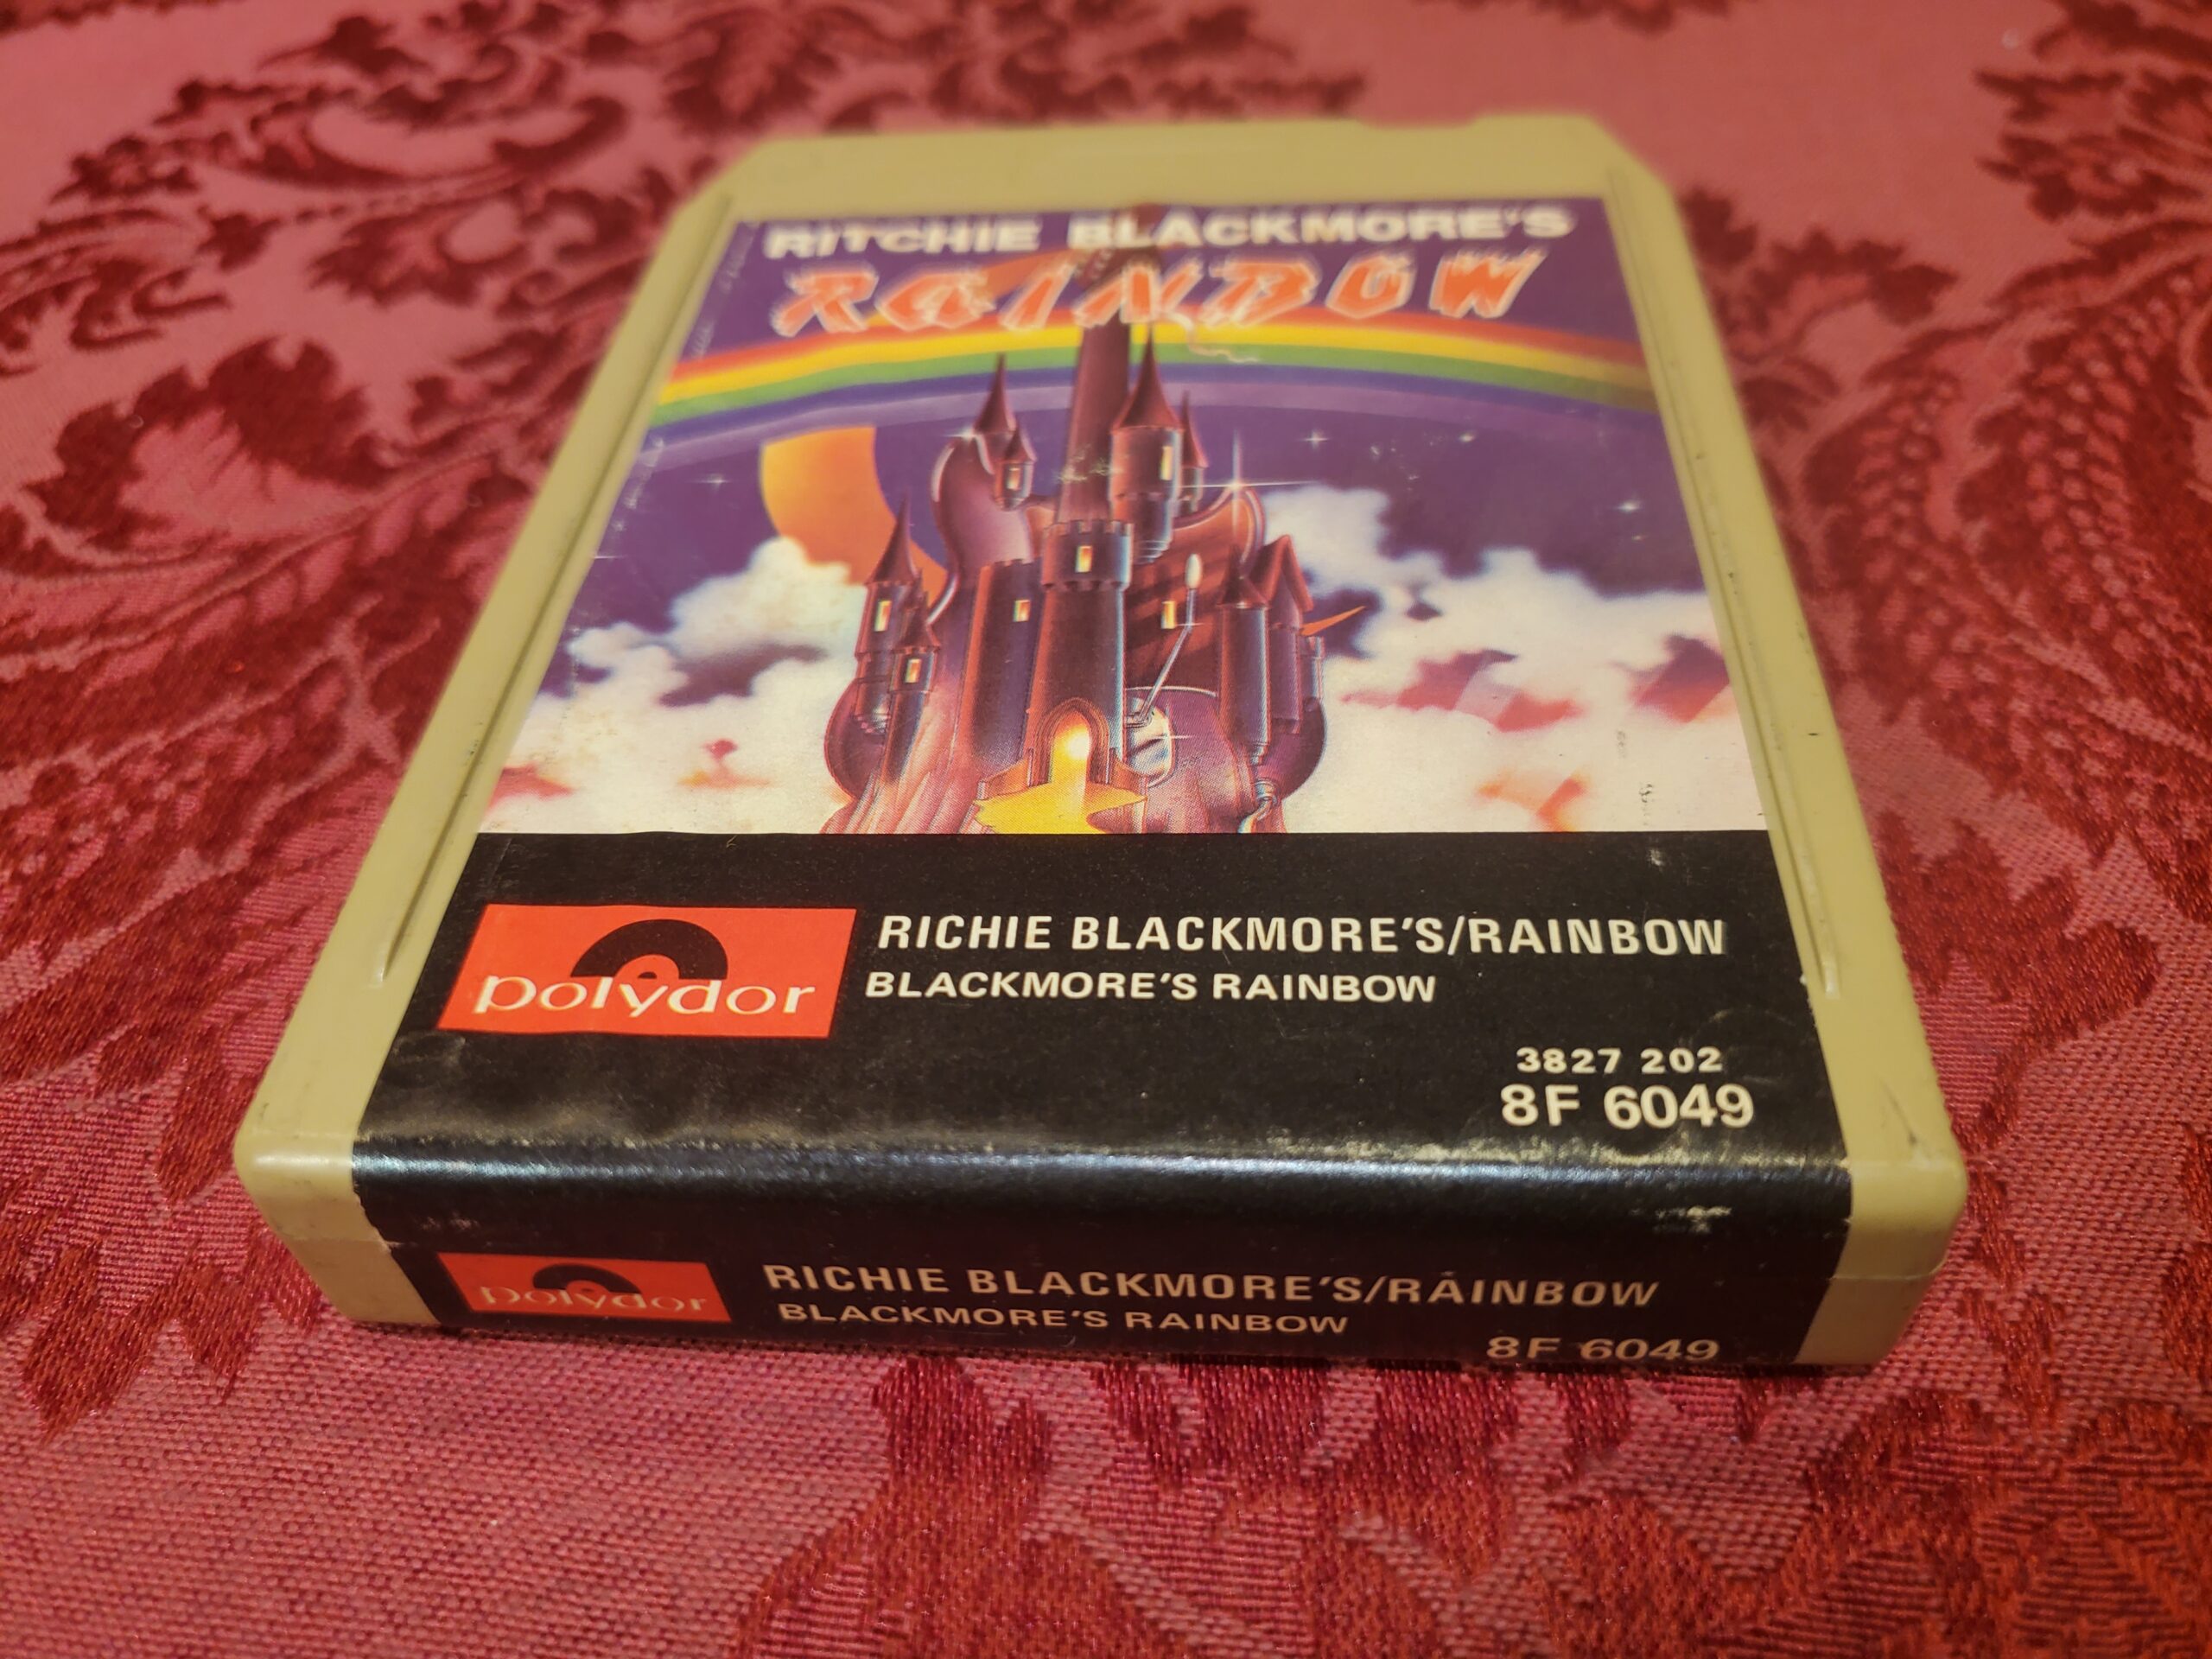 RITCHIE BLACKMORE'S
RAINBOW
polydor
RICHIE BLACKMORE'S/RAINBOW
BLACKMORE'S RAINBOW
3827 202
8F 6049
polydor
RICHIE BLACKMORE'S/RAINBOW
BLACKMORE'S RAINBOW
8F 6049